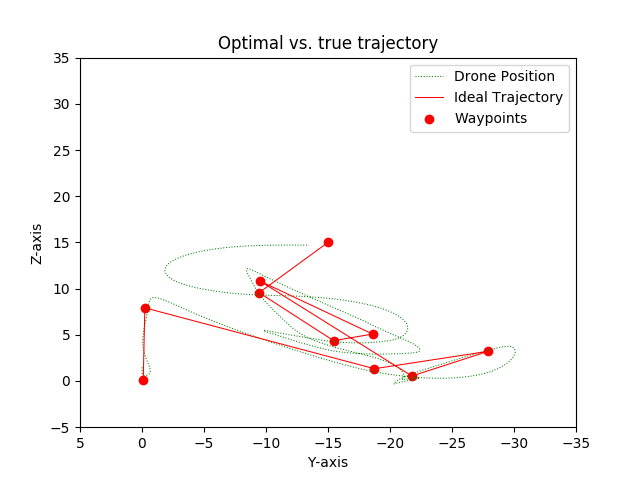 Optimal vs. true trajectory
Drone Position
Ideal Trajectory
Waypoints
35
30
25
20
15
10
5
0
−5
Z-axis
5 0 −5 −10 −15 −20 −25 −30 −35
Y-axis